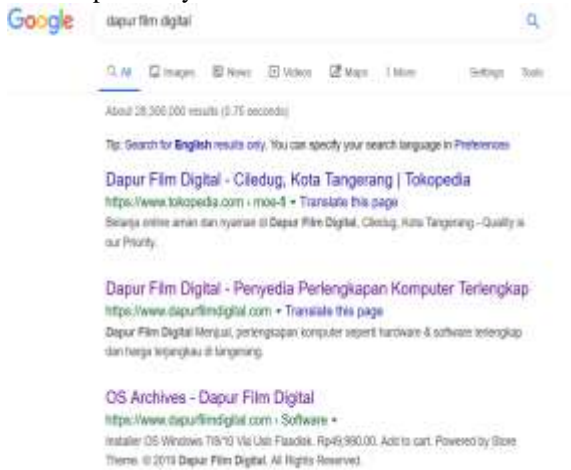 Google
dapur film digital
All Images News Videos Maps More Settings Tools
About 28,300,000 results (0.75 seconds)
Tip: Search for English results only. You can specify your search language in Preferences
Dapur Film Digital - Ciledug, Kota Tangerang | Tokopedia
https://www.tokopedia.com › moe-fi • Translate this page
Belanja online aman dan nyaman di Dapur Film Digital, Ciledug, Kota Tangerang - Quality is
our Priority.
Dapur Film Digital - Penyedia Perlengkapan Komputer Terlengkap
https://www.dapurfilmdigital.com • Translate this page
Dapur Film Digital Menjual, perlengkapan komputer seperti hardware & software terlengkap
dan harga terjangkau di tangerang.
OS Archives - Dapur Film Digital
https://www.dapurfilmdigital.com › Software •
Installer OS Windows 7/8/10 Via Usb Flasdisk. Add to cart. Powered by Store
Theme. © 2019 Dapur Film Digital. All Rights Reserved.